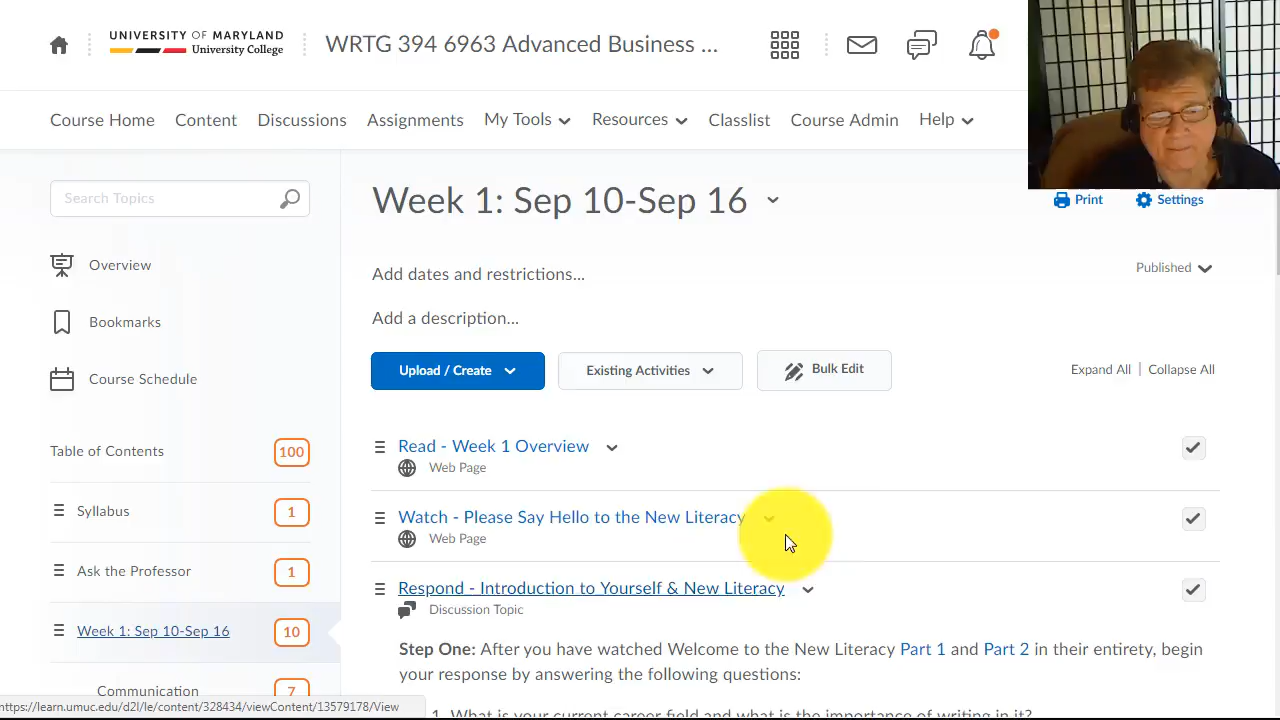 UNIVERSITY OF MARYLAND
University College
WRTG 394 6963 Advanced Business ...
Course Home
Content
Discussions
Assignments
My Tools
Resources
Classlist
Course Admin
Help
Search Topics
Overview
Bookmarks
Course Schedule
Table of Contents
100
Syllabus
1
Ask the Professor
1
Week 1: Sep 10-Sep 16
10
Communication
7
https://learn.umuc.edu/d2l/le/content/328434/viewContent/13579178/View
Week 1: Sep 10-Sep 16
Print
Settings
Add dates and restrictions...
Published
Add a description...
Upload / Create
Existing Activities
Bulk Edit
Expand All | Collapse All
Read - Week 1 Overview
Web Page
Watch - Please Say Hello to the New Literacy
Web Page
Respond - Introduction to Yourself & New Literacy
Discussion Topic
Step One: After you have watched Welcome to the New Literacy Part 1 and Part 2 in their entirety, begin
your response by answering the following questions:
1. What is your current career field and what is the importance of writing in it?